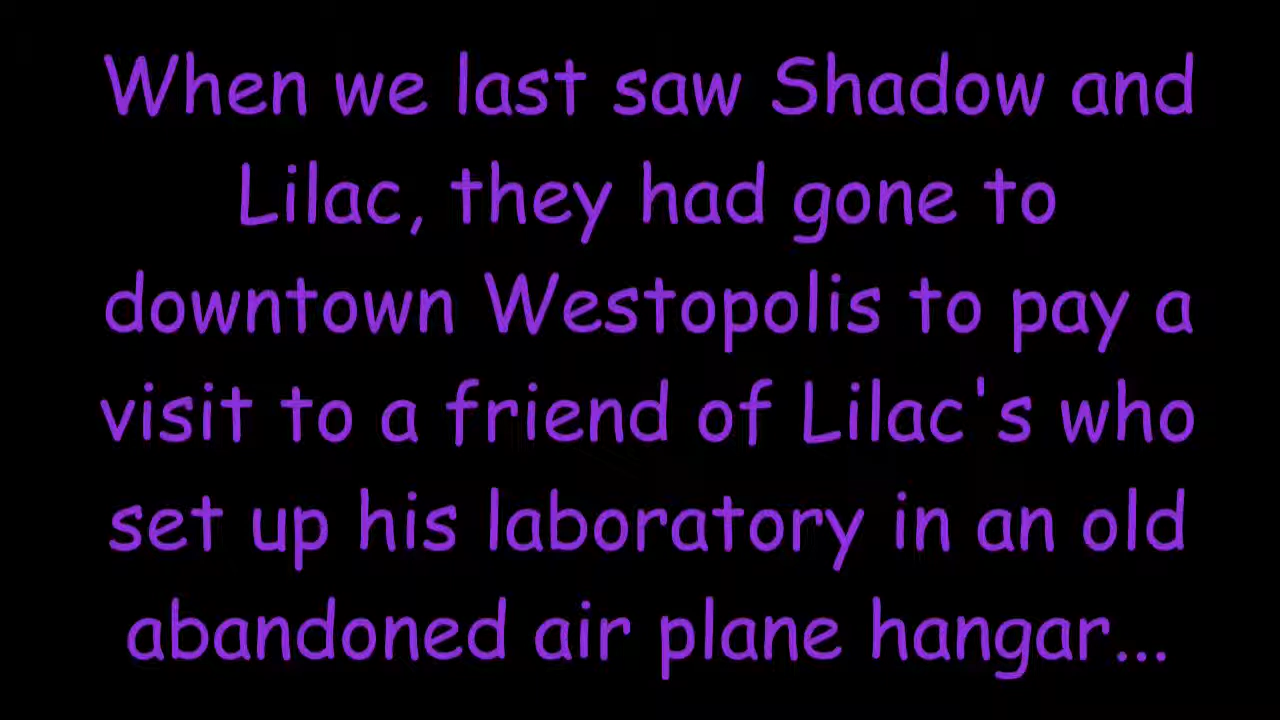 When we last saw Shadow and
Lilac, they had gone to
downtown Westopolis to pay a
visit to a friend of Lilac's who
set up his laboratory in an old
abandoned air plane hangar...